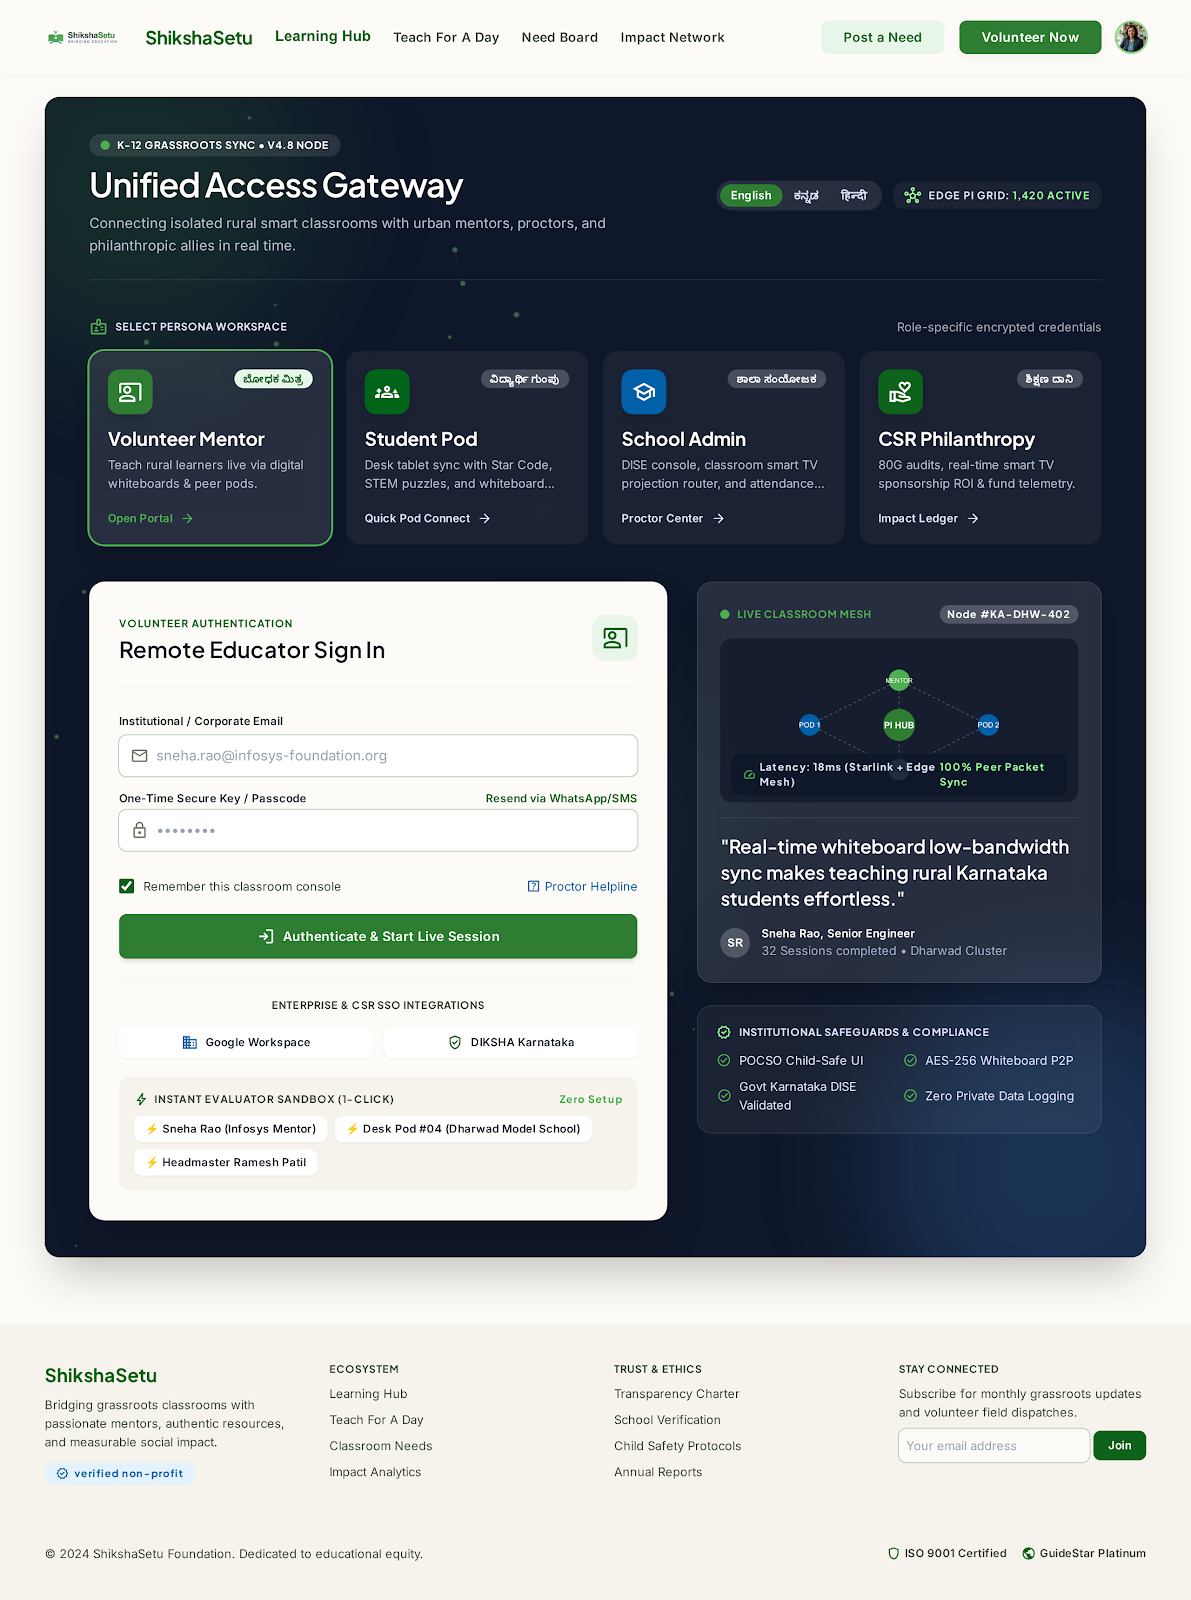 ShikshaSetu
BRIDGING EDUCATION
ShikshaSetu
Learning Hub
Teach For A Day
Need Board
Impact Network
Post a Need
Volunteer Now
K-12 GRASSROOTS SYNC • V4.8 NODE
Unified Access Gateway
Connecting isolated rural smart classrooms with urban mentors, proctors, and
philanthropic allies in real time.
English
ಕನ್ನಡ
हिन्दी
EDGE PI GRID: 1,420 ACTIVE
SELECT PERSONA WORKSPACE
Role-specific encrypted credentials
ಬೋಧಕ ಮಿತ್ರ
Volunteer Mentor
Teach rural learners live via digital
whiteboards & peer pods.
Open Portal →
ವಿದ್ಯಾರ್ಥಿ ಗುಂಪು
Student Pod
Desk tablet sync with Star Code,
STEM puzzles, and whiteboard...
Quick Pod Connect →
ಶಾಲಾ ಸಂಯೋಜಕ
School Admin
DISE console, classroom smart TV
projection router, and attendance...
Proctor Center →
ಶಿಕ್ಷಣ ದಾನಿ
CSR Philanthropy
80G audits, real-time smart TV
sponsorship ROI & fund telemetry.
Impact Ledger →
VOLUNTEER AUTHENTICATION
Remote Educator Sign In
Institutional / Corporate Email
sneha.rao@infosys-foundation.org
One-Time Secure Key / Passcode
Resend via WhatsApp/SMS
••••••••
Remember this classroom console
Proctor Helpline
Authenticate & Start Live Session
ENTERPRISE & CSR SSO INTEGRATIONS
Google Workspace
DIKSHA Karnataka
INSTANT EVALUATOR SANDBOX (1-CLICK)
Zero Setup
⚡ Sneha Rao (Infosys Mentor)
⚡ Desk Pod #04 (Dharwad Model School)
⚡ Headmaster Ramesh Patil
LIVE CLASSROOM MESH
Node #KA-DHW-402
MENTOR
POD 1
PI HUB
POD 2
Latency: 18ms (Starlink + Edge
Mesh)
100% Peer Packet
Sync
"Real-time whiteboard low-bandwidth
sync makes teaching rural Karnataka
students effortless."
SR
Sneha Rao, Senior Engineer
32 Sessions completed • Dharwad Cluster
INSTITUTIONAL SAFEGUARDS & COMPLIANCE
POCSO Child-Safe UI
AES-256 Whiteboard P2P
Govt Karnataka DISE
Validated
Zero Private Data Logging
ShikshaSetu
Bridging grassroots classrooms with
passionate mentors, authentic resources,
and measurable social impact.
verified non-profit
ECOSYSTEM
Learning Hub
Teach For A Day
Classroom Needs
Impact Analytics
TRUST & ETHICS
Transparency Charter
School Verification
Child Safety Protocols
Annual Reports
STAY CONNECTED
Subscribe for monthly grassroots updates
and volunteer field dispatches.
Your email address
Join
© 2024 ShikshaSetu Foundation. Dedicated to educational equity.
ISO 9001 Certified
GuideStar Platinum